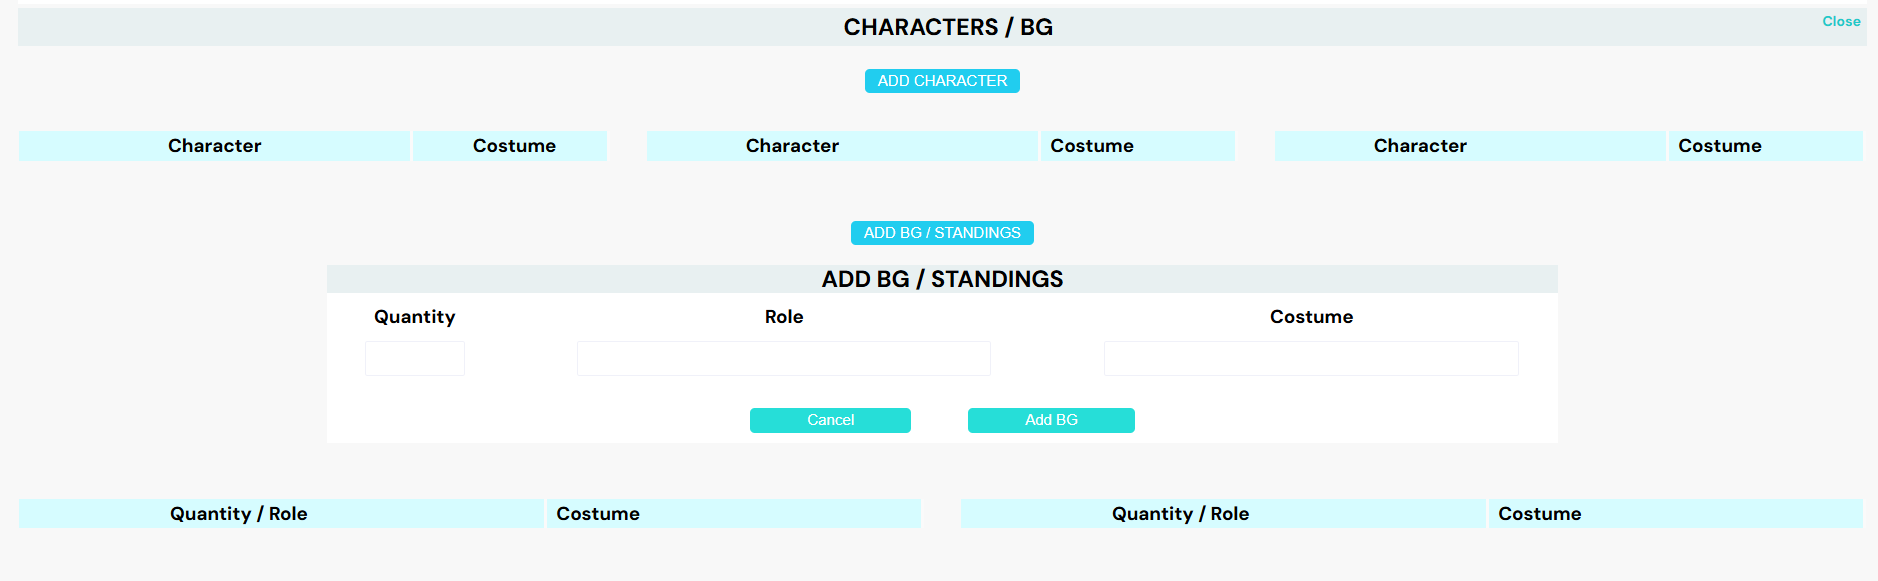 CHARACTERS / BG
Close
ADD CHARACTER
Character Costume Character Costume Character Costume
ADD BG / STANDINGS
ADD BG / STANDINGS
Quantity Role Costume
Cancel Add BG
Quantity / Role Costume Quantity / Role Costume